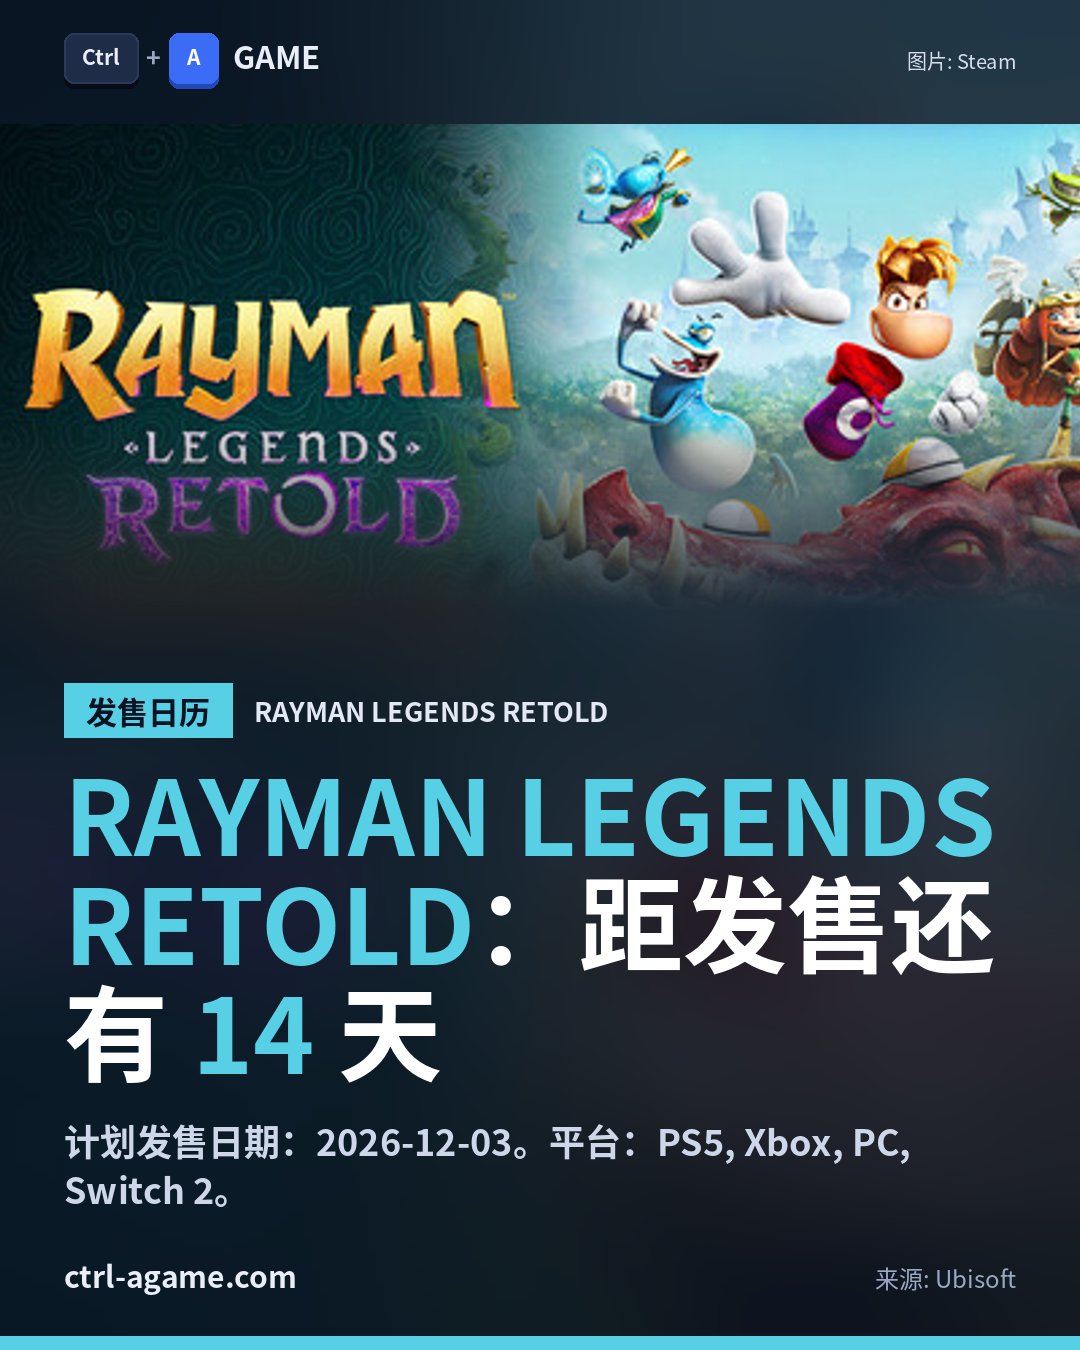 Ctrl + A GAME
图片: Steam
RAYMAN
LEGENDS
RETOLD
发售日历 RAYMAN LEGENDS RETOLD
RAYMAN LEGENDS
RETOLD：距发售还
有 14 天
计划发售日期：2026-12-03。平台：PS5, Xbox, PC,
Switch 2。
ctrl-agame.com
来源: Ubisoft